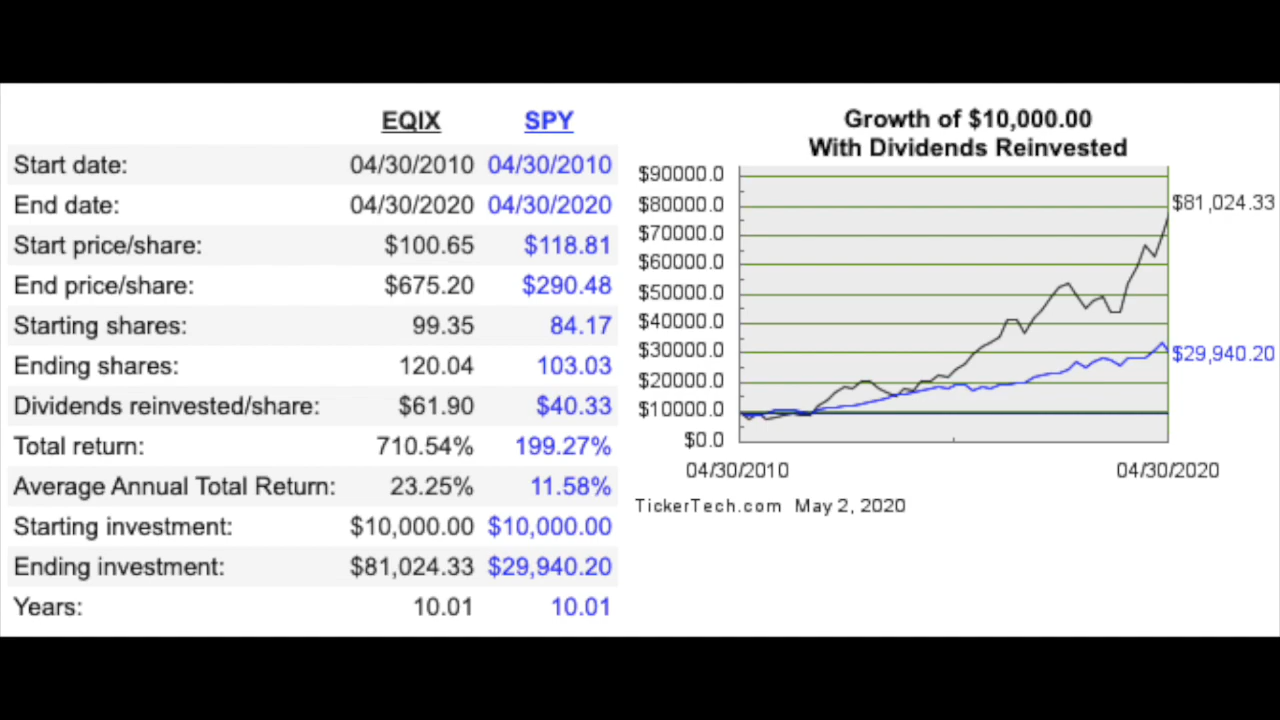 EQIX SPY
Start date: 04/30/2010 04/30/2010
End date: 04/30/2020 04/30/2020
Start price/share: $100.65 $118.81
End price/share: $675.20 $290.48
Starting shares: 99.35 84.17
Ending shares: 120.04 103.03
Dividends reinvested/share: $61.90 $40.33
Total return: 710.54% 199.27%
Average Annual Total Return: 23.25% 11.58%
Starting investment: $10,000.00 $10,000.00
Ending investment: $81,024.33 $29,940.20
Years: 10.01 10.01
Growth of $10,000.00
With Dividends Reinvested
$90000.0
$80000.0
$81,024.33
$70000.0
$60000.0
$50000.0
$40000.0
$30000.0
$29,940.20
$20000.0
$10000.0
$0.0
04/30/2010 04/30/2020
TickerTech.com May 2, 2020